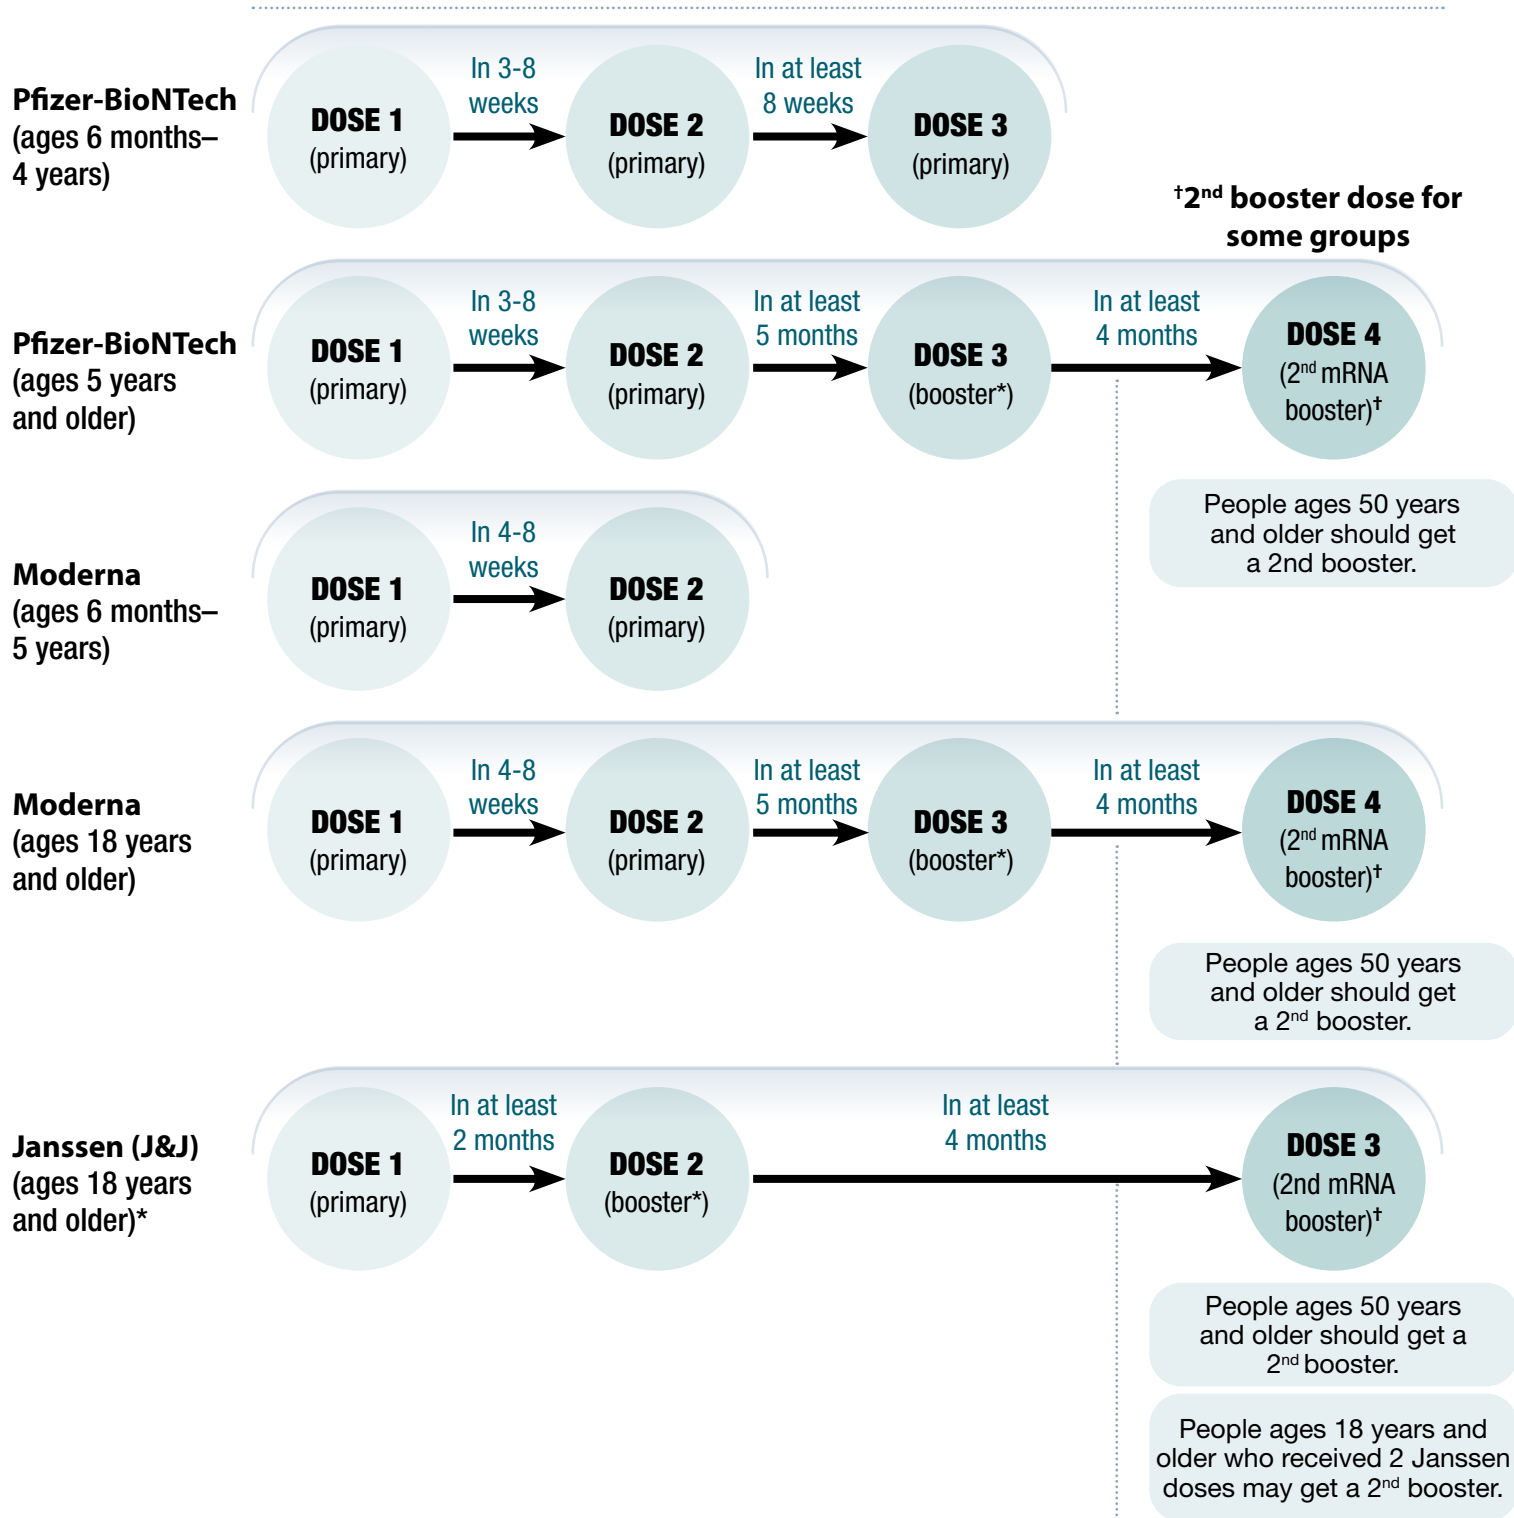 Pfizer-BioNTech
(ages 6 months–
4 years)
DOSE 1
(primary)
In 3-8
weeks
DOSE 2
(primary)
In at least
8 weeks
DOSE 3
(primary)
†2nd booster dose for
some groups
Pfizer-BioNTech
(ages 5 years
and older)
DOSE 1
(primary)
In 3-8
weeks
DOSE 2
(primary)
In at least
5 months
DOSE 3
(booster*)
In at least
4 months
DOSE 4
(2nd mRNA
booster)†
People ages 50 years
and older should get
a 2nd booster.
Moderna
(ages 6 months–
5 years)
DOSE 1
(primary)
In 4-8
weeks
DOSE 2
(primary)
Moderna
(ages 18 years
and older)
DOSE 1
(primary)
In 4-8
weeks
DOSE 2
(primary)
In at least
5 months
DOSE 3
(booster*)
In at least
4 months
DOSE 4
(2nd mRNA
booster)†
People ages 50 years
and older should get
a 2nd booster.
Janssen (J&J)
(ages 18 years
and older)*
DOSE 1
(primary)
In at least
2 months
DOSE 2
(booster*)
In at least
4 months
DOSE 3
(2nd mRNA
booster)†
People ages 50 years
and older should get a
2nd booster.
People ages 18 years and
older who received 2 Janssen
doses may get a 2nd booster.